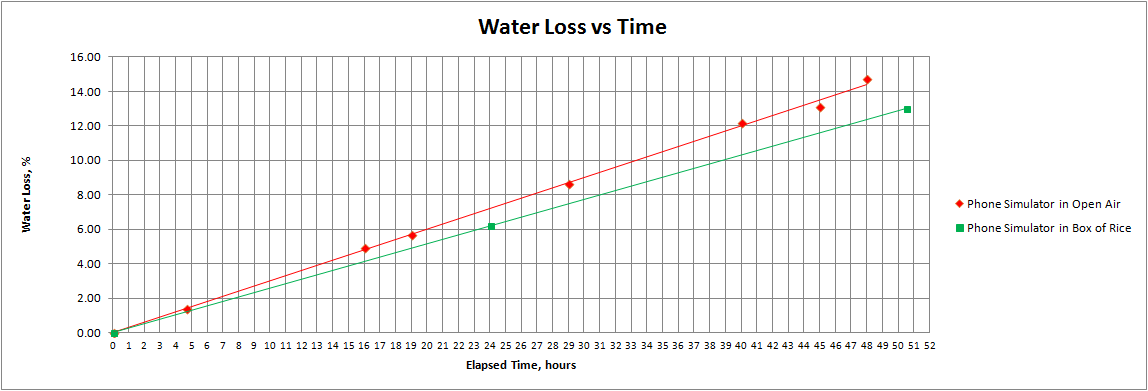 Water Loss vs Time
16.00
14.00
12.00
10.00
8.00
6.00
4.00
2.00
0.00
Water Loss, %
0 1 2 3 4 5 6 7 8 9 10 11 12 13 14 15 16 17 18 19 20 21 22 23 24 25 26 27 28 29 30 31 32 33 34 35 36 37 38 39 40 41 42 43 44 45 46 47 48 49 50 51 52
Elapsed Time, hours
Phone Simulator in Open Air
Phone Simulator in Box of Rice